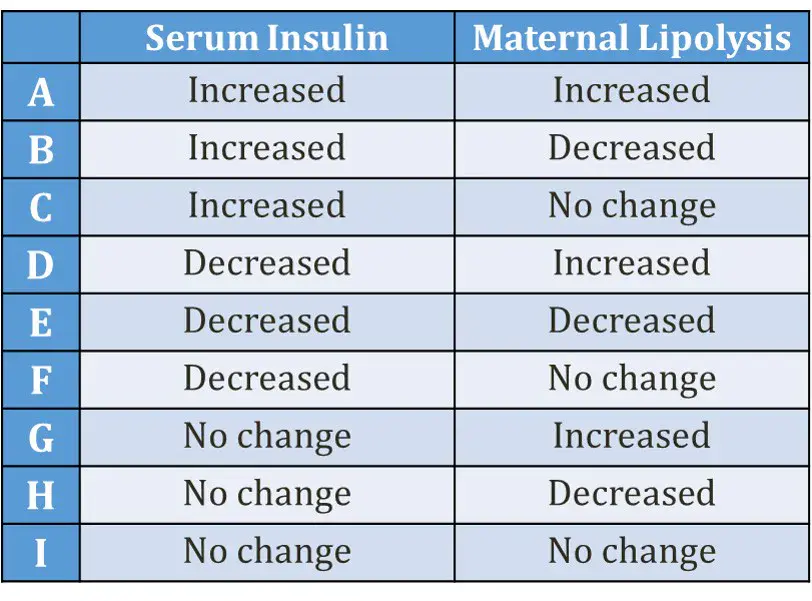 Serum Insulin Maternal Lipolysis
A Increased Increased
B Increased Decreased
C Increased No change
D Decreased Increased
E Decreased Decreased
F Decreased No change
G No change Increased
H No change Decreased
I No change No change